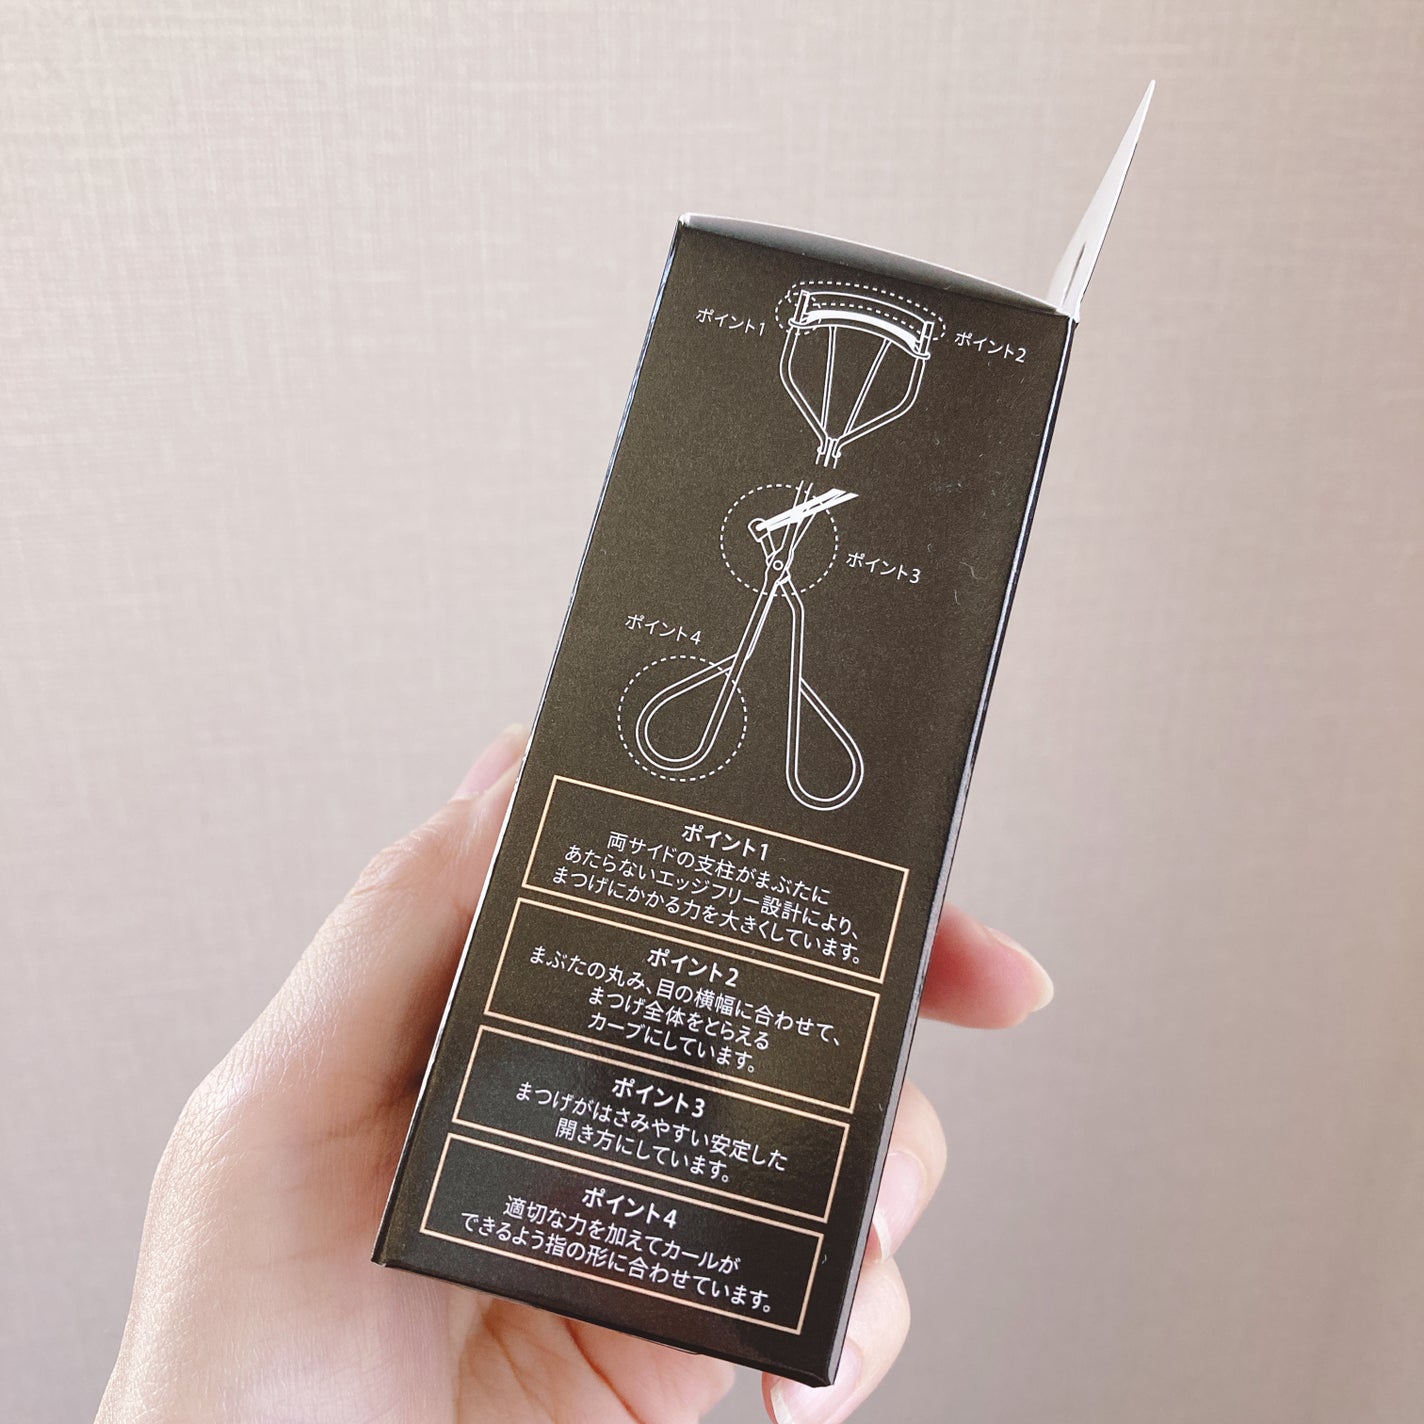 ポイント1
ポイント2
ポイント3
ポイント4
ポイント1
両サイドの支柱がまぶたに
あたらないエッジフリー設計により、
まつげにかかる力を大きくしています。
ポイント2
まぶたの丸み、目の横幅に合わせて、
まつげ全体をとらえる
カーブにしています。
ポイント3
まつげがはさみやすい安定した
開き方にしています。
ポイント4
適切な力を加えてカールが
できるよう指の形に合わせています。